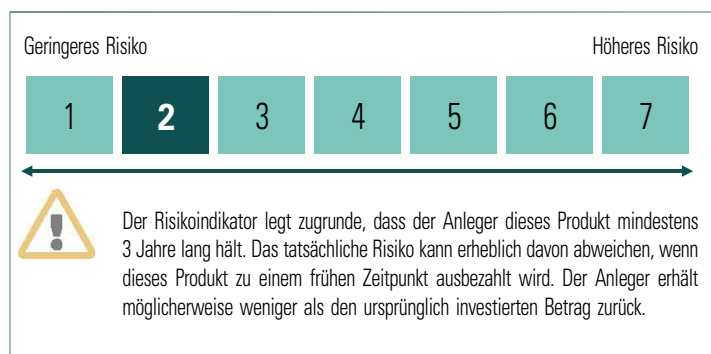 Geringeres Risiko Höheres Risiko
1 2 3 4 5 6 7
Der Risikoindikator legt zugrunde, dass der Anleger dieses Produkt mindestens
3 Jahre lang hält. Das tatsächliche Risiko kann erheblich davon abweichen, wenn
dieses Produkt zu einem frühen Zeitpunkt ausbezahlt wird. Der Anleger erhält
möglicherweise weniger als den ursprünglich investierten Betrag zurück.